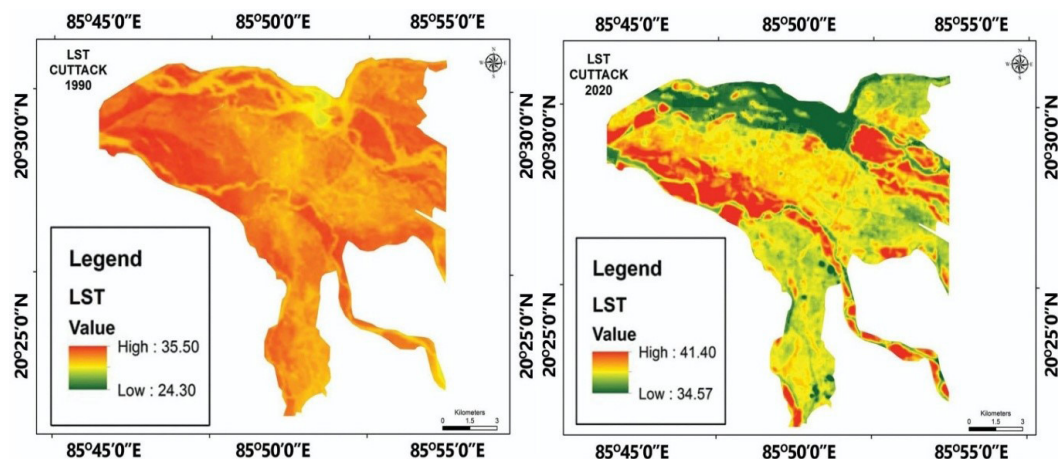 85°45′0″E 85°50′0″E 85°55′0″E
LST
CUTTACK
1990
N
S
20°30′0″N
20°25′0″N
Legend
LST
Value
High : 35.50
Low : 24.30
20°30′0″N
20°25′0″N
Kilometers
0 1.5 3
85°45′0″E 85°50′0″E 85°55′0″E
85°45′0″E 85°50′0″E 85°55′0″E
LST
CUTTACK
2020
N
S
20°30′0″N
20°25′0″N
Legend
LST
Value
High : 41.40
Low : 34.57
20°30′0″N
20°25′0″N
Kilometers
0 1.5 3
85°45′0″E 85°50′0″E 85°55′0″E